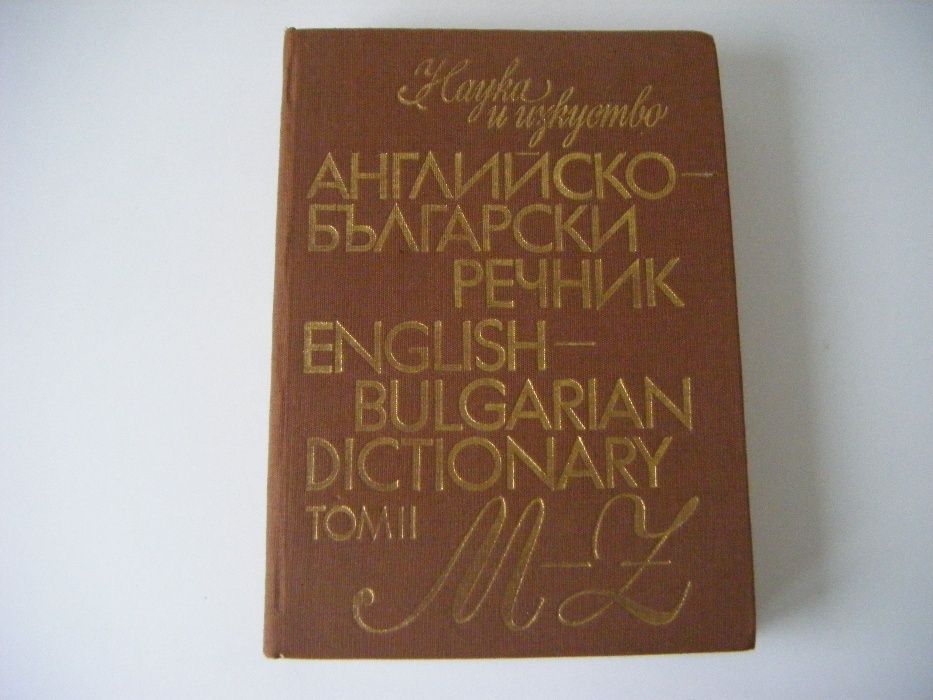 Наука
и изкуство
АНГЛИЙСКО–
БЪЛГАРСКИ
РЕЧНИК
ENGLISH–
BULGARIAN
DICTIONARY
ТОМ II
M–Z